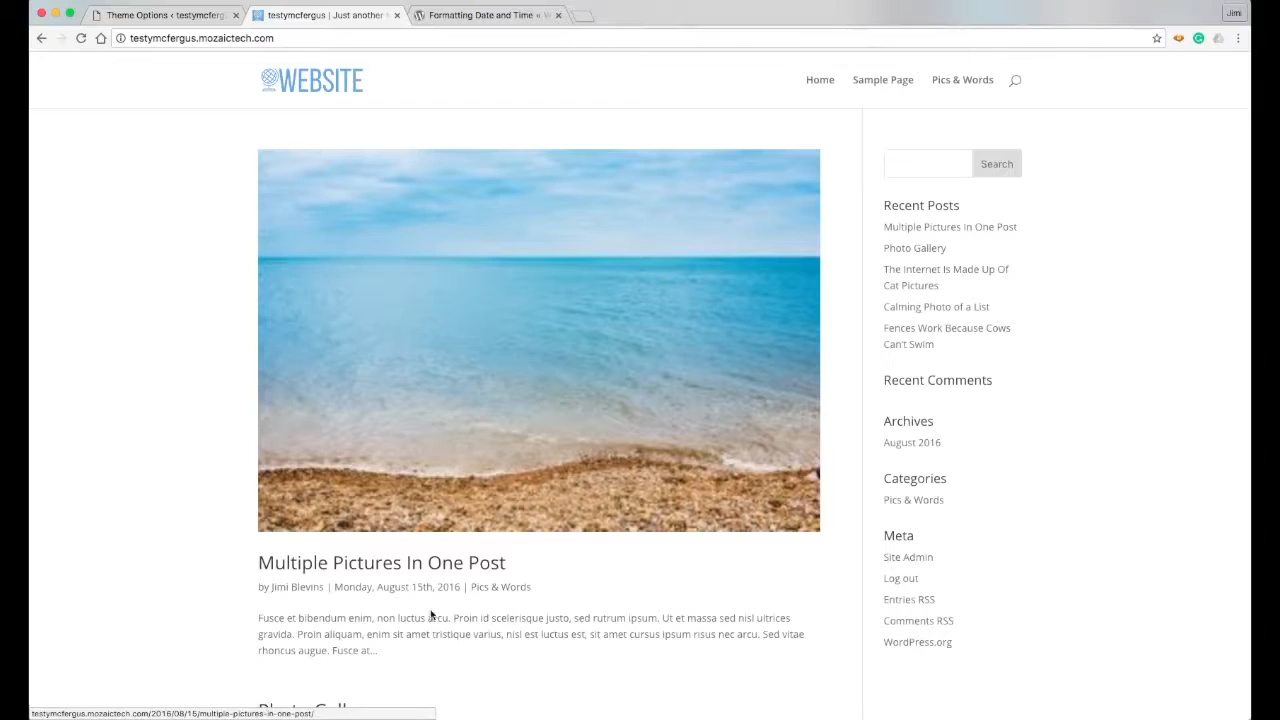 Theme Options ‹ testymcferg
testymcfergus | Just another
Formatting Date and Time «
Jimi
testymcfergus.mozaictech.com
WEBSITE
Home
Sample Page
Pics & Words
Search
Recent Posts
Multiple Pictures In One Post
Photo Gallery
The Internet Is Made Up Of
Cat Pictures
Calming Photo of a List
Fences Work Because Cows
Can't Swim
Recent Comments
Archives
August 2016
Categories
Pics & Words
Meta
Site Admin
Log out
Entries RSS
Comments RSS
WordPress.org
Multiple Pictures In One Post
by Jimi Blevins | Monday, August 15th, 2016 | Pics & Words
Fusce et bibendum enim, non luctus arcu. Proin id scelerisque justo, sed rutrum ipsum. Ut et massa sed nisl ultrices
gravida. Proin aliquam, enim sit amet tristique varius, nisl est luctus est, sit amet cursus ipsum risus nec arcu. Sed vitae
rhoncus augue. Fusce at...
testymcfergus.mozaictech.com/2016/08/15/multiple-pictures-in-one-post/